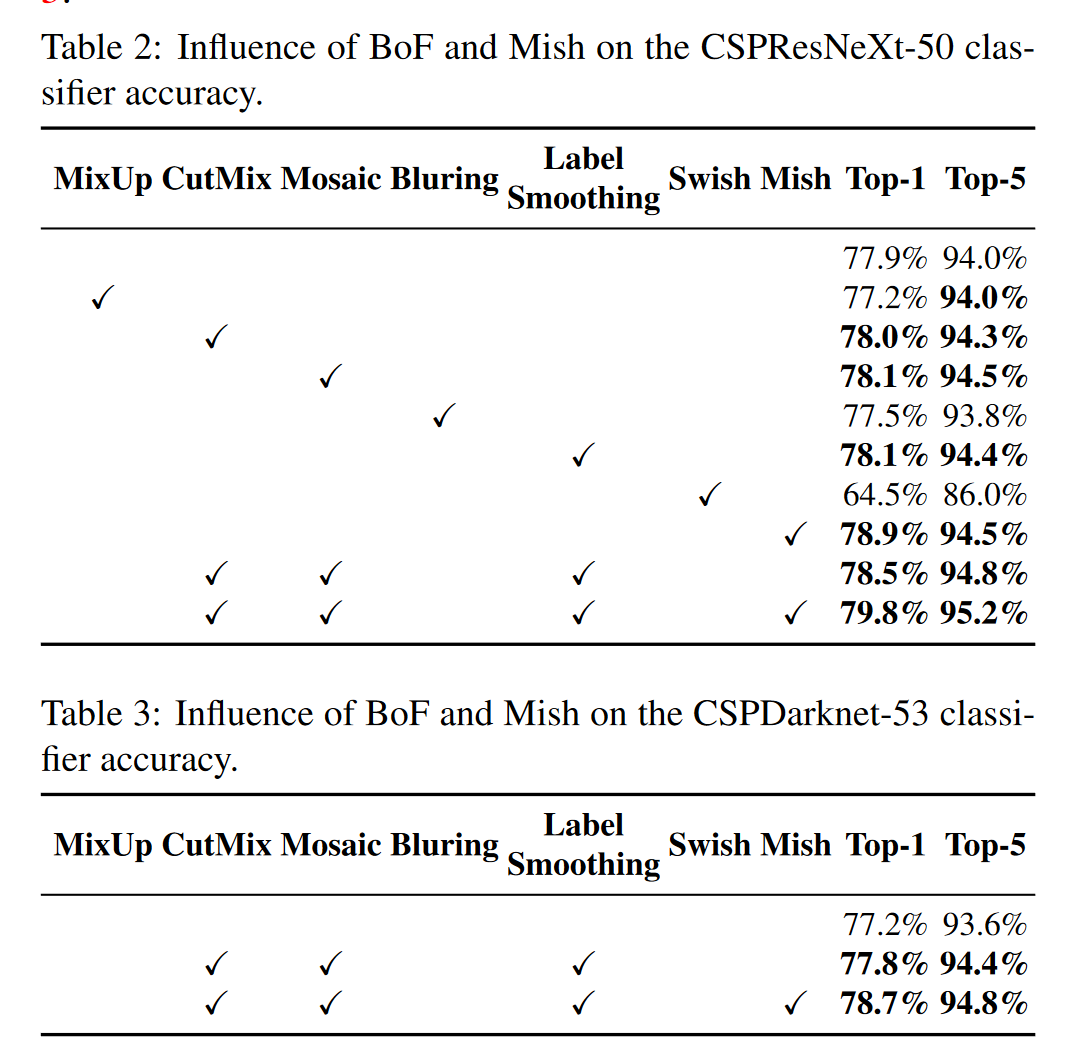 5.
Table 2: Influence of BoF and Mish on the CSPResNeXt-50 clas-
sifier accuracy.
MixUp CutMix Mosaic Bluring Label Smoothing Swish Mish Top-1 Top-5
77.9% 94.0%
✓ 77.2% 94.0%
✓ 78.0% 94.3%
✓ 78.1% 94.5%
✓ 77.5% 93.8%
✓ 78.1% 94.4%
✓ 64.5% 86.0%
✓ 78.9% 94.5%
✓ ✓ ✓ 78.5% 94.8%
✓ ✓ ✓ ✓ 79.8% 95.2%
Table 3: Influence of BoF and Mish on the CSPDarknet-53 classi-
fier accuracy.
MixUp CutMix Mosaic Bluring Label Smoothing Swish Mish Top-1 Top-5
77.2% 93.6%
✓ ✓ ✓ 77.8% 94.4%
✓ ✓ ✓ ✓ 78.7% 94.8%